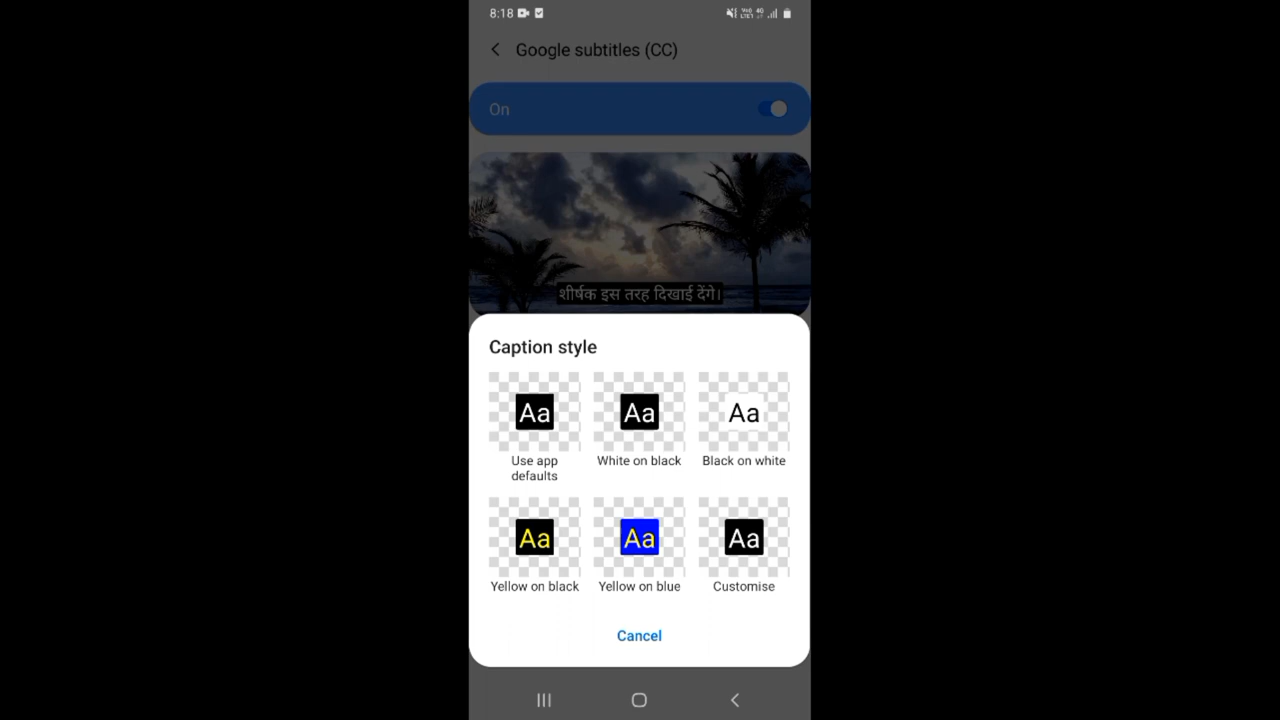 8:18
Google subtitles (CC)
On
शीर्षक इस तरह दिखाई देंगे।
Caption style
Aa Aa Aa
Use app defaults
White on black
Black on white
Aa Aa Aa
Yellow on black
Yellow on blue
Customise
Cancel